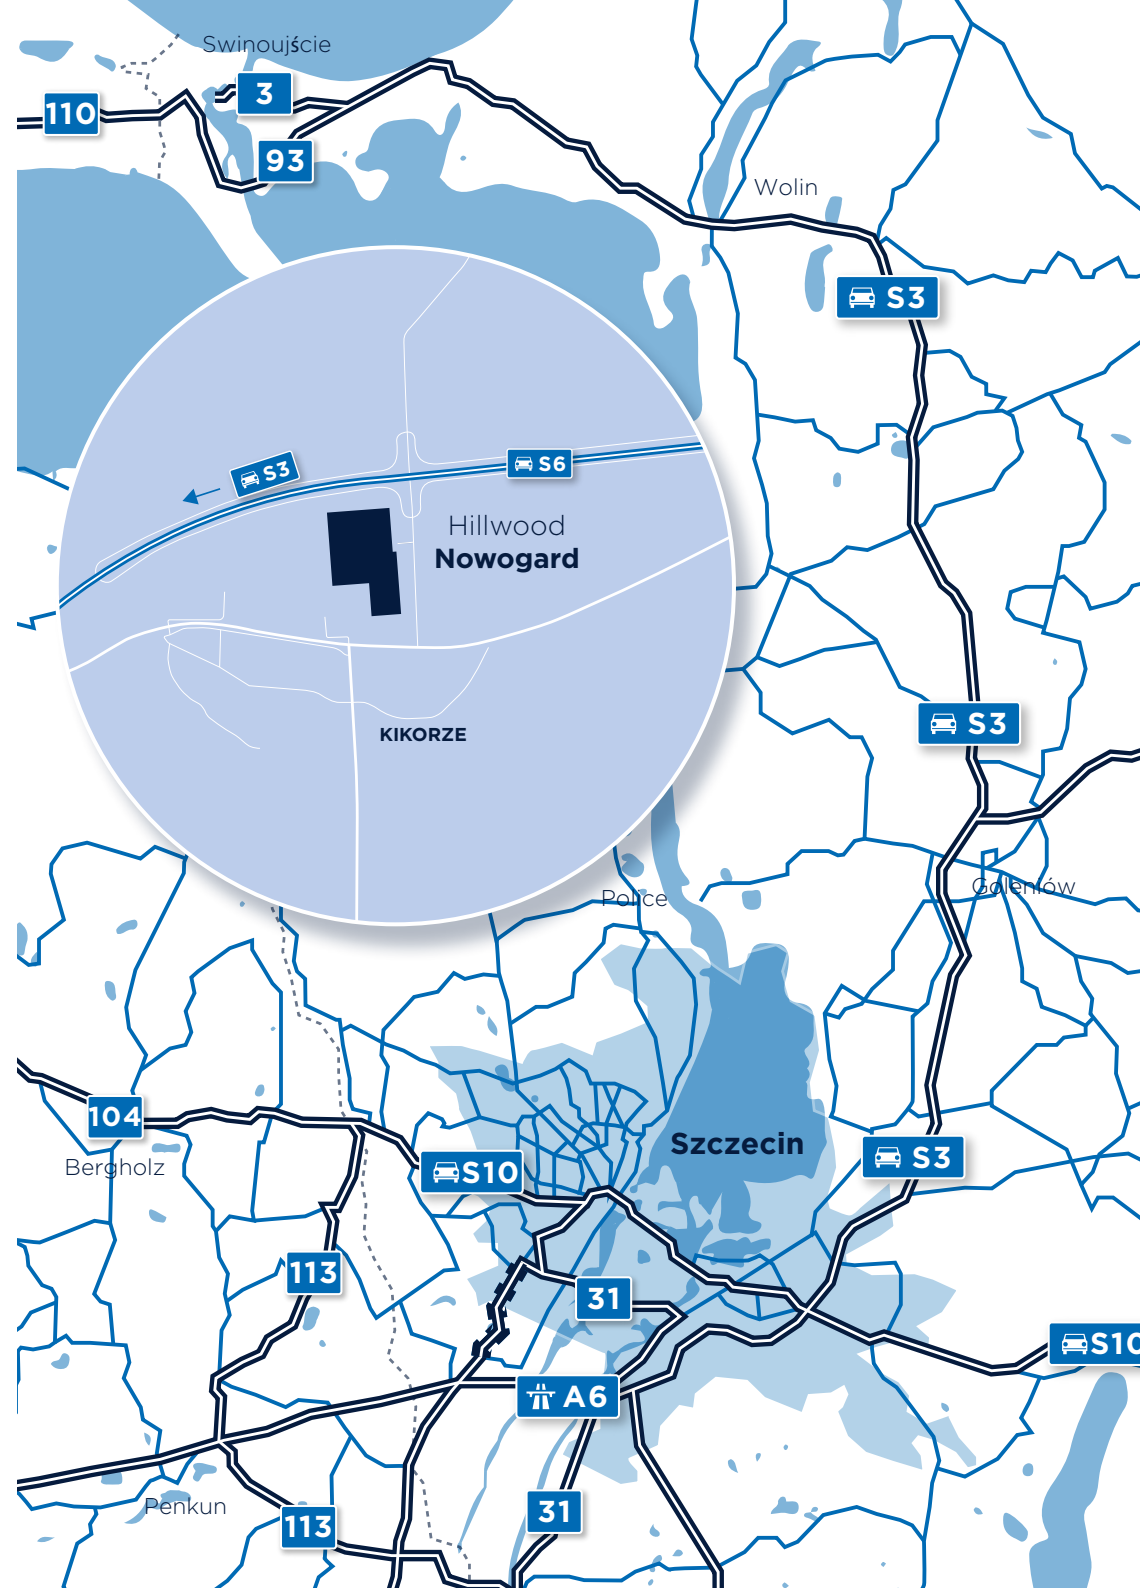 Swinoujście
3
110
93
Wolin
S3
S3
S6
Hillwood
Nowogard
S3
KIKORZE
Goleniów
Police
104
Szczecin
S3
Bergholz
S10
113
31
S10
A6
Penkun
31
113